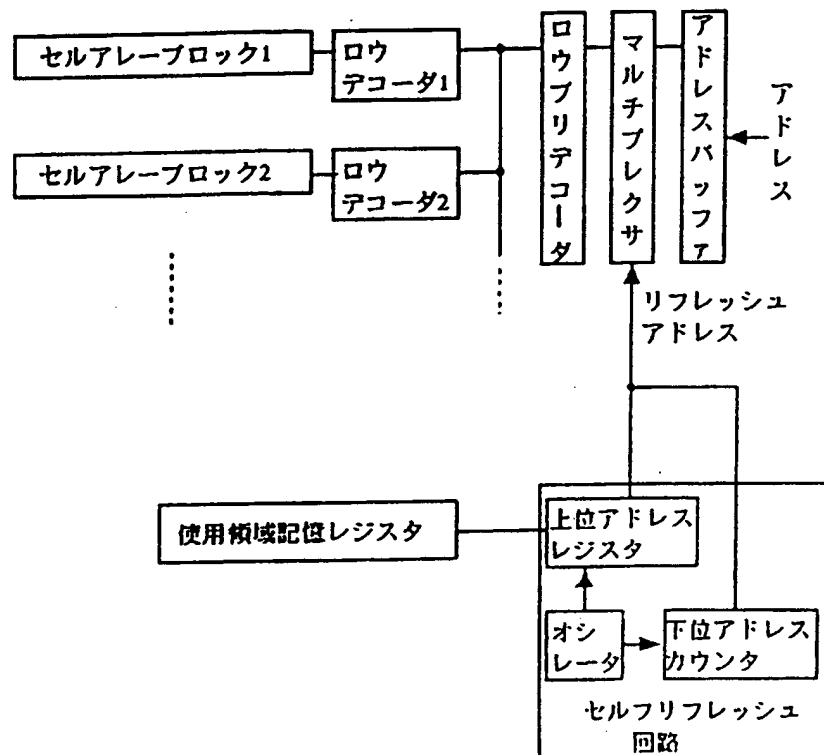 セルアレーブロック1
ロウ
デコーダ1
ロウプリデコーダ
マルチプレクサ
アドレスバッファ
アドレス
セルアレーブロック2
ロウ
デコーダ2
リフレッシュ
アドレス
使用領域記憶レジスタ
上位アドレス
レジスタ
オシ
レータ
下位アドレス
カウンタ
セルフリフレッシュ
回路